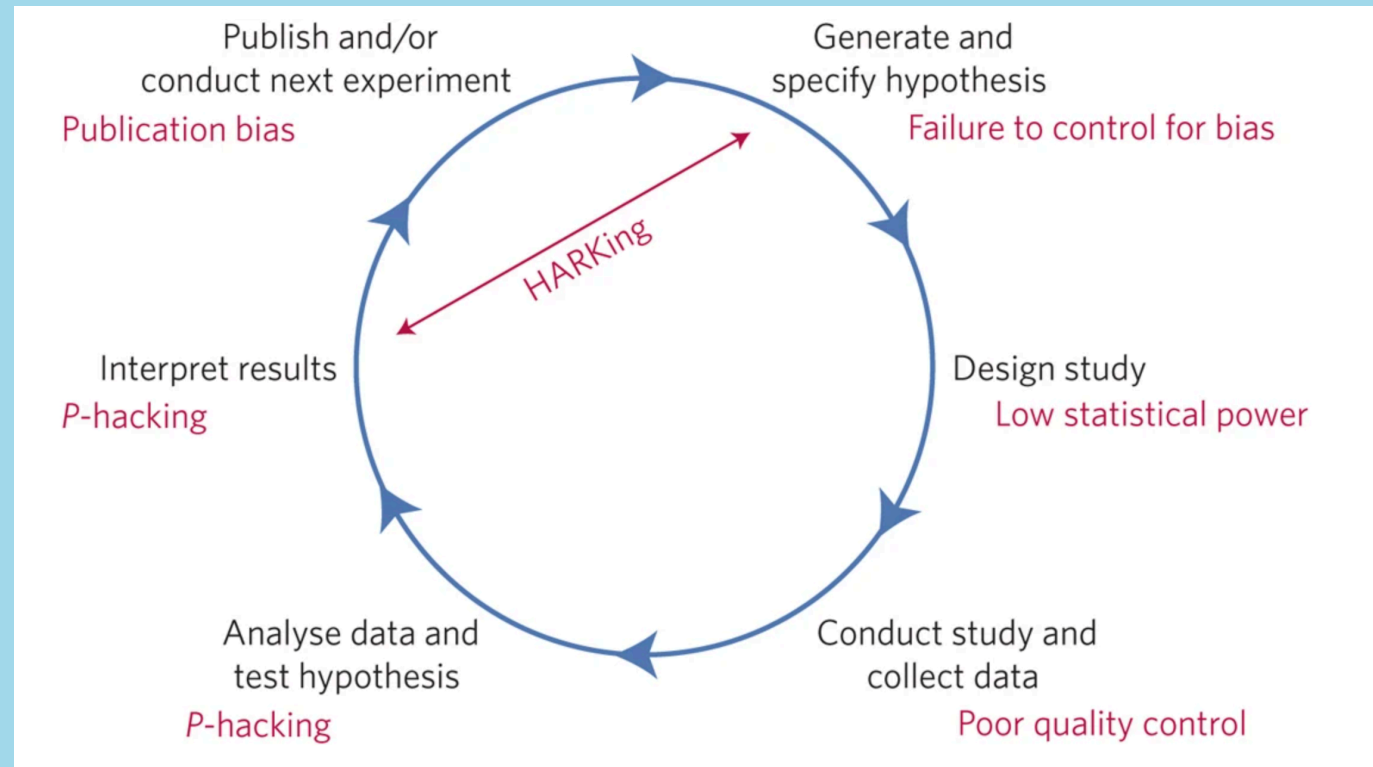 Publish and/or
conduct next experiment
Publication bias
Generate and
specify hypothesis
Failure to control for bias
HARKing
Interpret results
P-hacking
Design study
Low statistical power
Analyse data and
test hypothesis
P-hacking
Conduct study and
collect data
Poor quality control